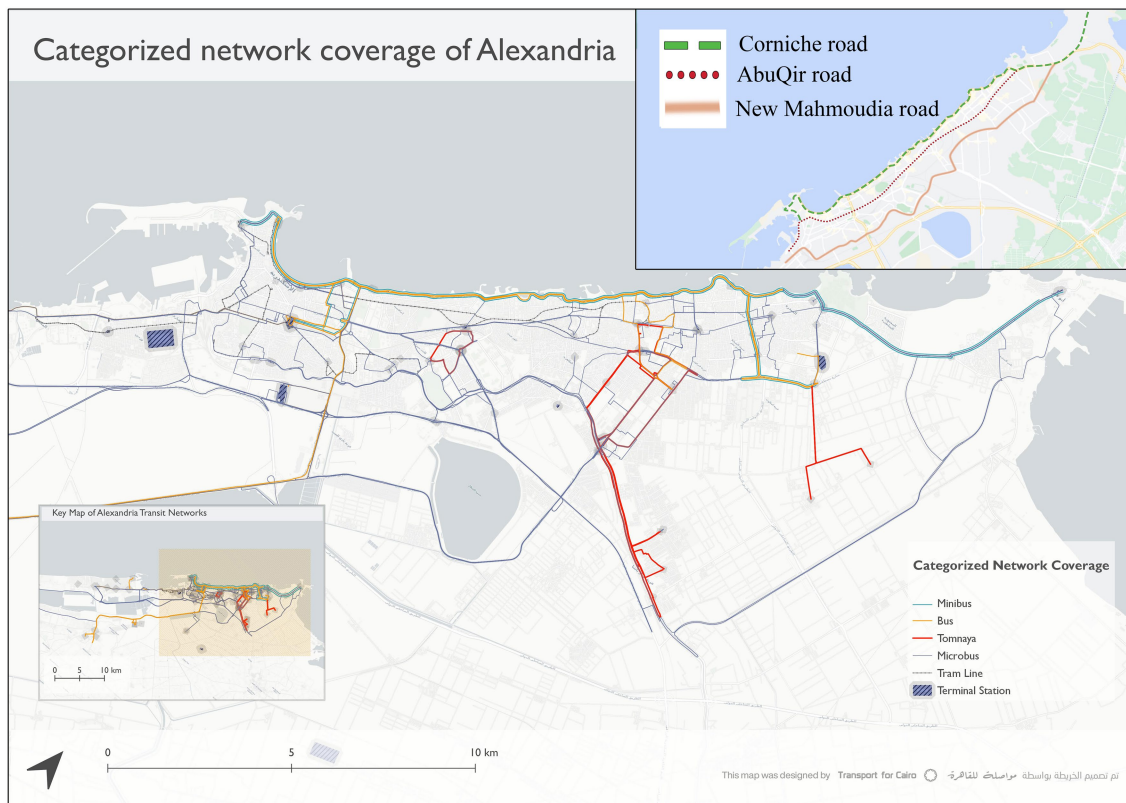 Categorized network coverage of Alexandria
Corniche road
AbuQir road
New Mahmoudia road
Key Map of Alexandria Transit Networks
0 5 10 km
Categorized Network Coverage
Minibus
Bus
Tomnaya
Microbus
Tram Line
Terminal Station
0 5 10 km
This map was designed by Transport for Cairo مواصلة للقاهرة تم تصميم الخريطة بواسطة